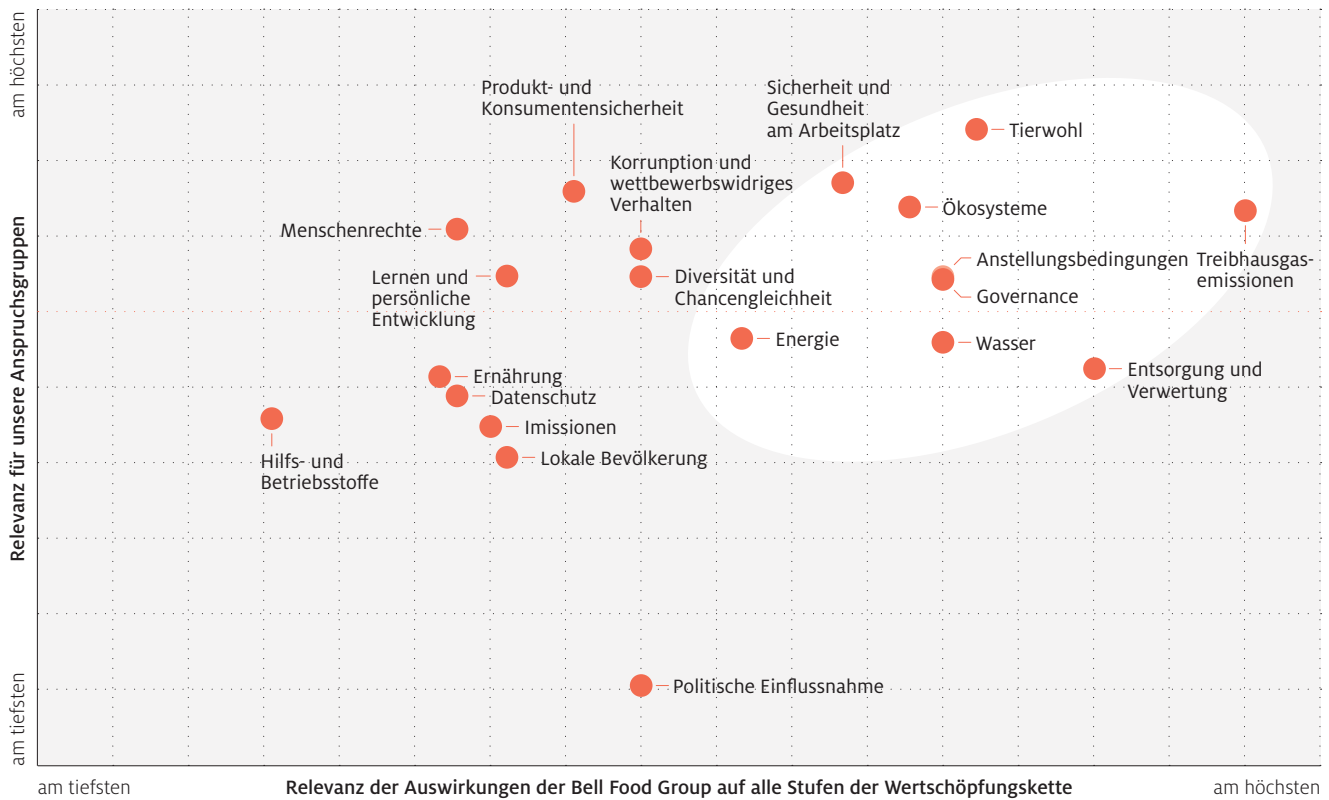 am höchsten
Relevanz für unsere Anspruchsgruppen
am tiefsten
Produkt- und
Konsumentensicherheit
Sicherheit und
Gesundheit
am Arbeitsplatz
Tierwohl
Korrunption und
wettbewerbswidriges
Verhalten
Ökosysteme
Menschenrechte
Anstellungsbedingungen
Treibhausgas-
emissionen
Lernen und
persönliche
Entwicklung
Diversität und
Chancengleichheit
Governance
Energie
Wasser
Entsorgung und
Verwertung
Ernährung
Datenschutz
Imissionen
Lokale Bevölkerung
Hilfs- und
Betriebsstoffe
Politische Einflussnahme
am tiefsten
Relevanz der Auswirkungen der Bell Food Group auf alle Stufen der Wertschöpfungskette
am höchsten